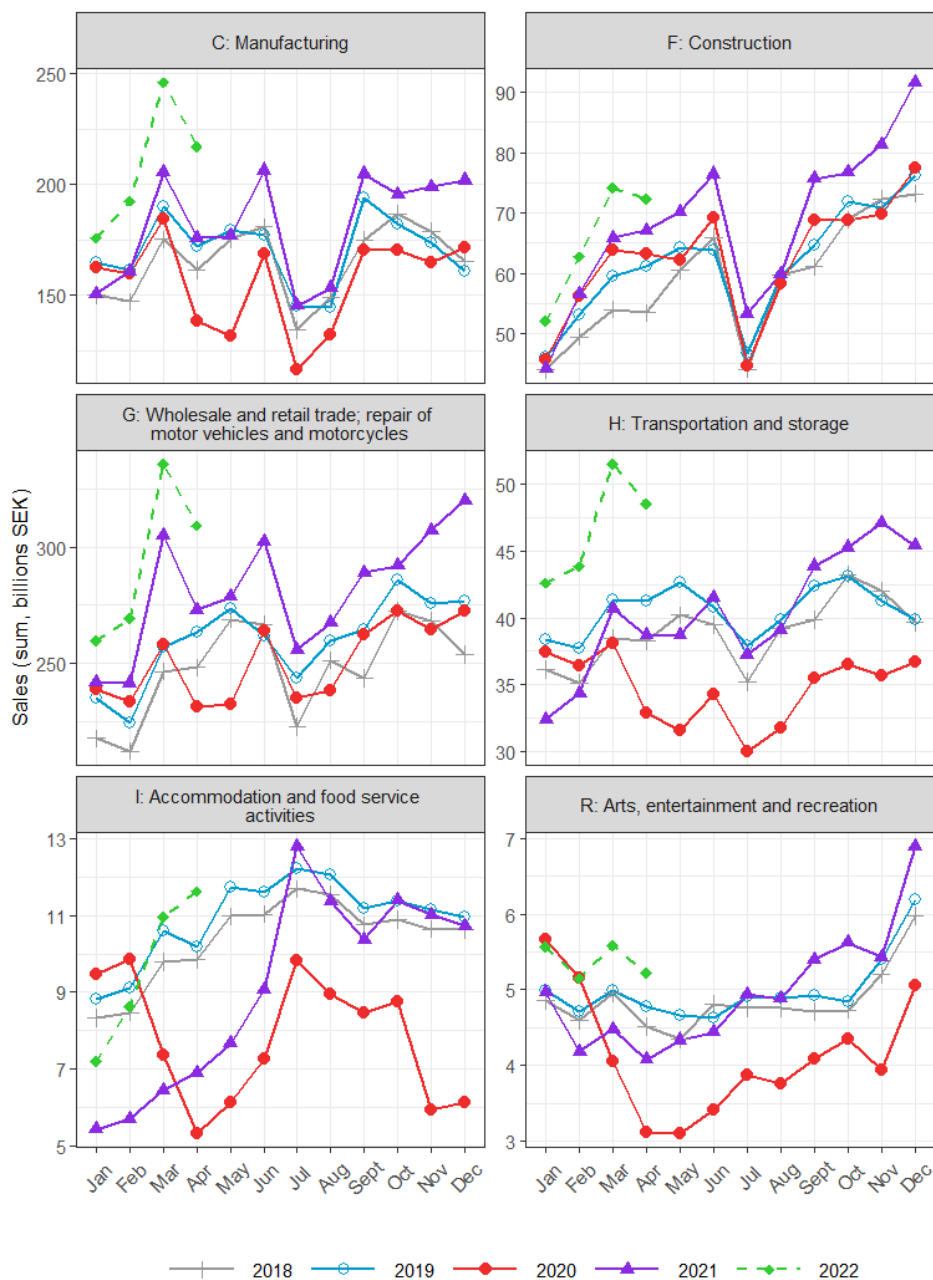 C: Manufacturing
F: Construction
250
200
150
90
80
70
60
50
G: Wholesale and retail trade; repair of
motor vehicles and motorcycles
H: Transportation and storage
Sales (sum, billions SEK)
300
250
50
45
40
35
30
I: Accommodation and food service
activities
R: Arts, entertainment and recreation
13
11
9
7
5
7
6
5
4
3
Jan Feb Mar Apr May Jun Jul Aug Sept Oct Nov Dec
Jan Feb Mar Apr May Jun Jul Aug Sept Oct Nov Dec
2018 2019 2020 2021 2022